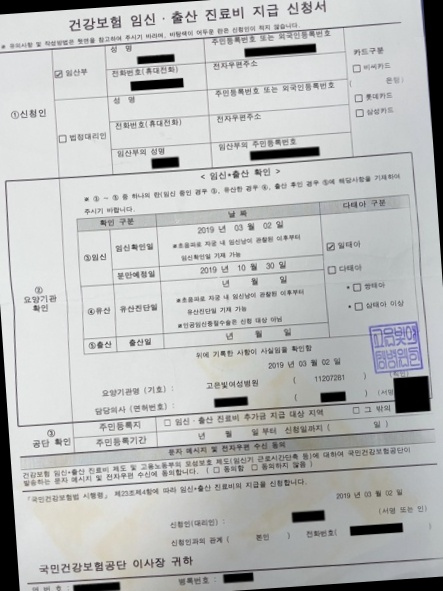 건강보험 임신 · 출산 진료비 지급 신청서
※ 유의사항 및 작성방법은 뒷면을 참고하여 주시기 바라며, 바탕색이 어두운 란은 신청인이 적지 않습니다.
①신청인
임산부
성 명
주민등록번호 또는 외국인등록번호
카드구분
전화번호(휴대전화)
전자우편주소
비씨카드
( 은행)
롯데카드
삼성카드
법정대리인
성 명
주민등록번호 또는 외국인등록번호
전화번호(휴대전화)
전자우편주소
임산부의 성명
임산부의 주민등록번호
② 요양기관 확인
< 임신•출산 확인 >
※ ③ ~ ⑤ 중 하나의 란(임신 중인 경우 ③, 유산한 경우 ④, 출산 후인 경우 ⑤)에 해당사항을 기재하여
주시기 바랍니다.
확인 구분
날 짜
다태아 구분
③임신
임신확인일
2019 년 03 월 02 일
※초음파로 자궁 내 임신낭이 관찰된 이후부터
임신확인일 기재 가능
분만예정일
2019 년 10 월 30 일
일태아
다태아
• 쌍태아
• 삼태아 이상
④유산
유산진단일
년 월 일
※초음파로 자궁 내 임신낭이 관찰된 이후부터
유산진단일 기재 가능
※인공임신중절수술은 신청 대상 아님
⑤출산
출산일
년 월 일
위에 기록한 사항이 사실임을 확인함
2019 년 03 월 02 일
요양기관명 (기호) : 고은빛여성병원 ( 11207281 ) (직인)
담당의사 (면허번호) : ( ) (서명
③ 공단 확인
주민등록지
임신 · 출산 진료비 추가금 지급 대상 지역
그 밖의
주민등록기간
년 월 일 부터 신청일까지 ( 일 )
문자 메시지 및 전자우편 수신 동의
건강보험 임신·출산 진료비 제도 및 고용노동부의 모성보호 제도(임신기 근로시간단축 등)에 대하여 국민건강보험공단이
발송하는 문자 메시지 및 전자우편 수신에 동의합니다. ( 동의함 동의하지 않음 )
「국민건강보험법 시행령」 제23조제4항에 따라 임신·출산 진료비의 지급을 신청합니다.
2019 년 03 월 02 일
신청인(대리인) : (서명 또는 인)
신청인과의 관계 ( 본인 ) 전화번호( )
국민건강보험공단 이사장 귀하
병록번호 :